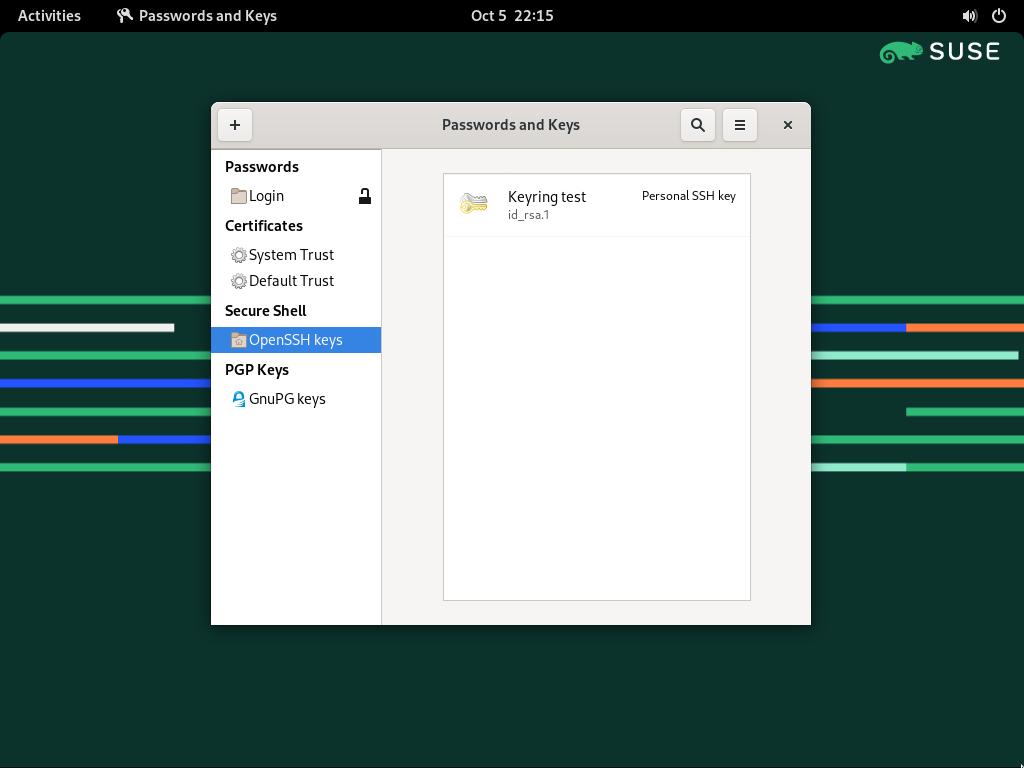 Activities Passwords and Keys Oct 5 22:15
SUSE
+ Passwords and Keys
Passwords
Login
Certificates
System Trust
Default Trust
Secure Shell
OpenSSH keys
PGP Keys
GnuPG keys
Keyring test Personal SSH key
id_rsa.1